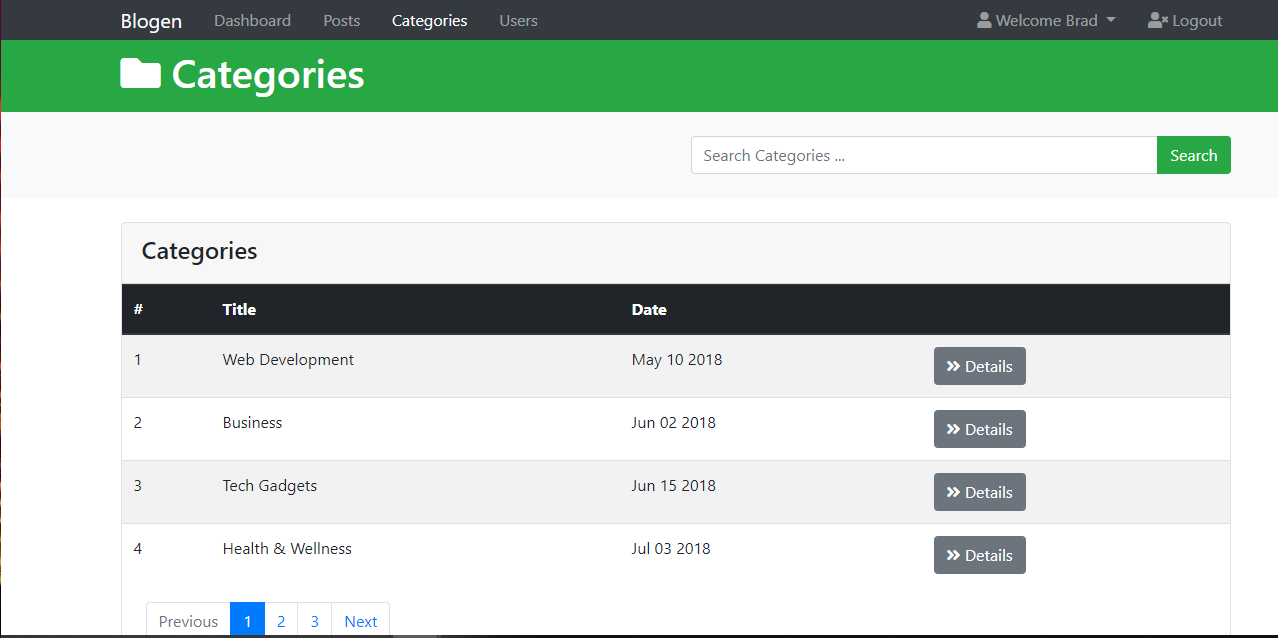 Blogen Dashboard Posts Categories Users Welcome Brad Logout
Categories
Search Categories ... Search
Categories
# Title Date
1 Web Development May 10 2018 Details
2 Business Jun 02 2018 Details
3 Tech Gadgets Jun 15 2018 Details
4 Health & Wellness Jul 03 2018 Details
Previous 1 2 3 Next